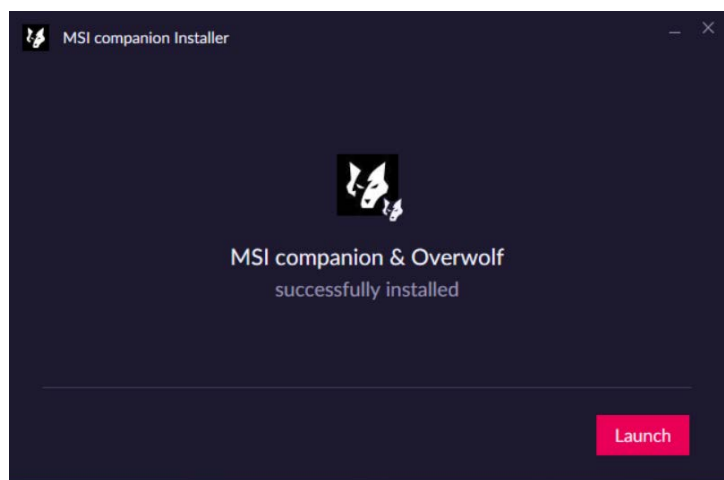 MSI companion Installer
MSI companion & Overwolf
successfully installed
Launch